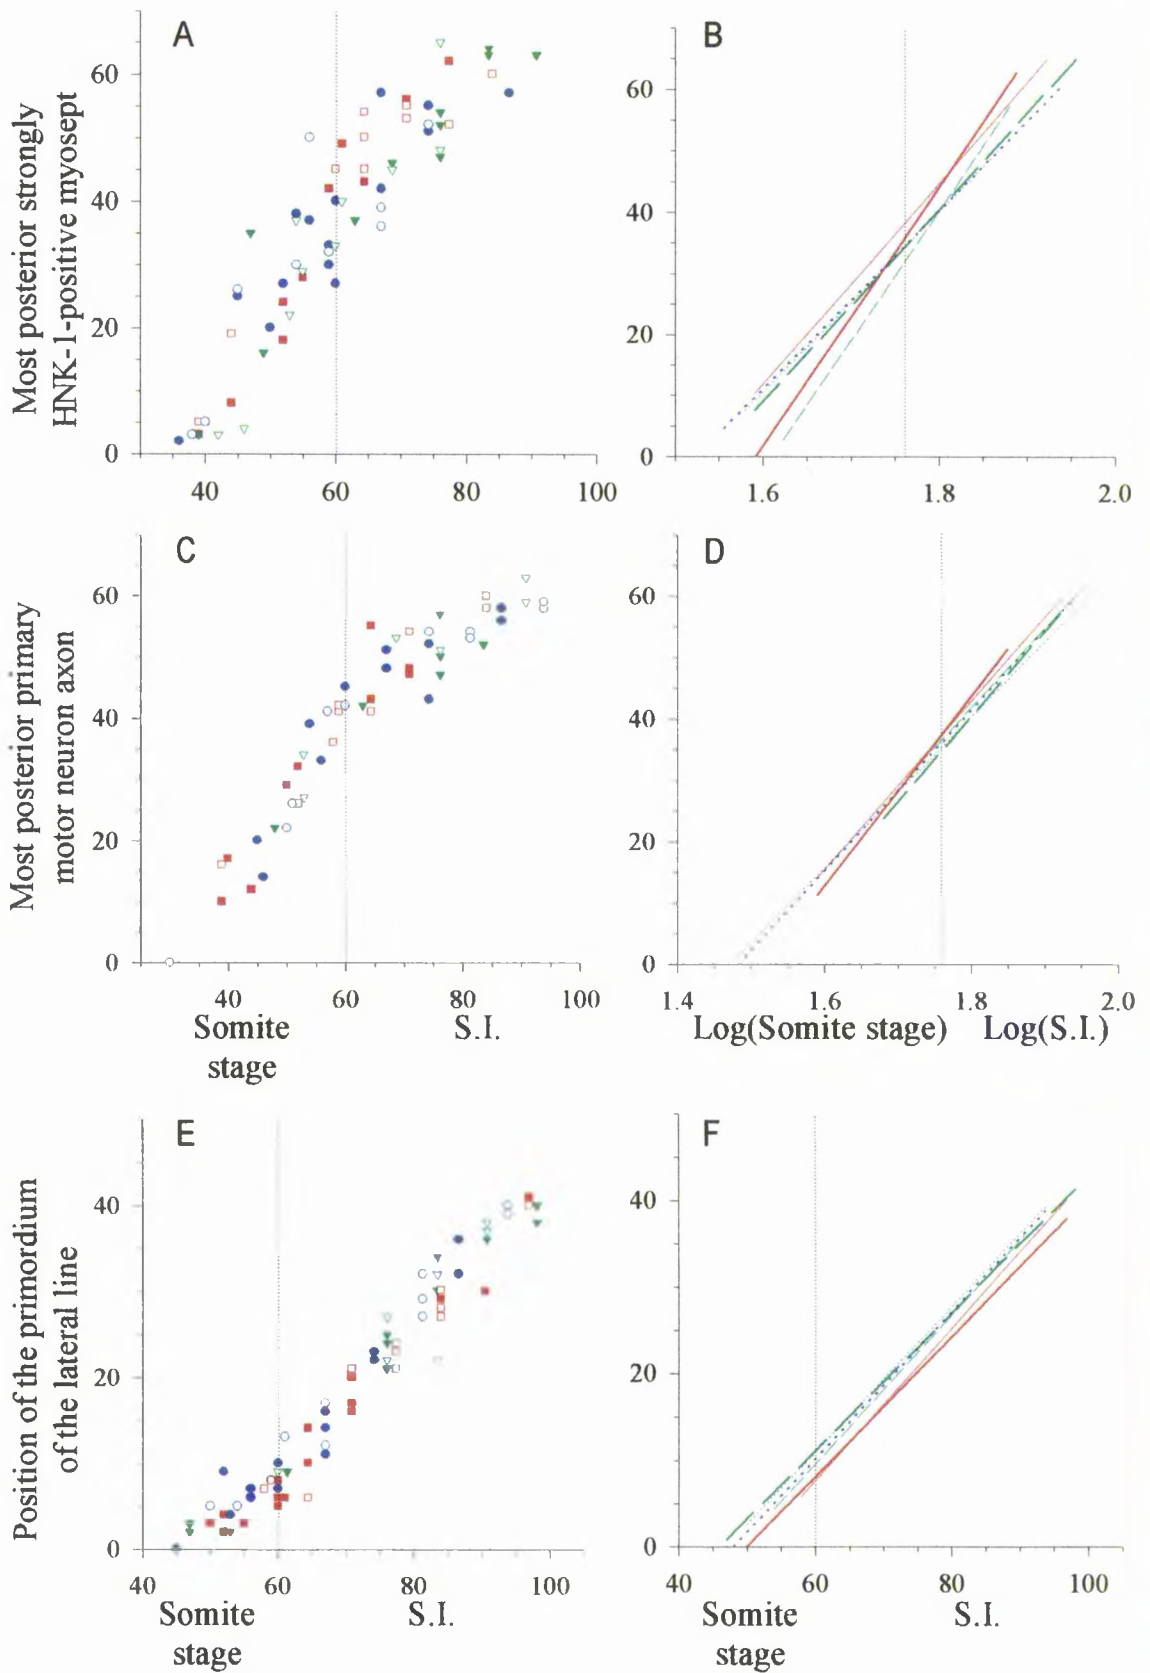 A
B
Most posterior strongly
HNK-1-positive myosept
60
40
20
0
40 60 80 100
60
40
20
0
1.6 1.8 2.0
C
D
Most posterior primary
motor neuron axon
60
40
20
0
40 60 80 100
Somite
stage
S.I.
60
40
20
0
1.4 1.6 1.8 2.0
Log(Somite stage) Log(S.I.)
E
F
Position of the primordium
of the lateral line
40
20
0
40 60 80 100
Somite
stage
S.I.
40
20
0
40 60 80 100
Somite
stage
S.I.